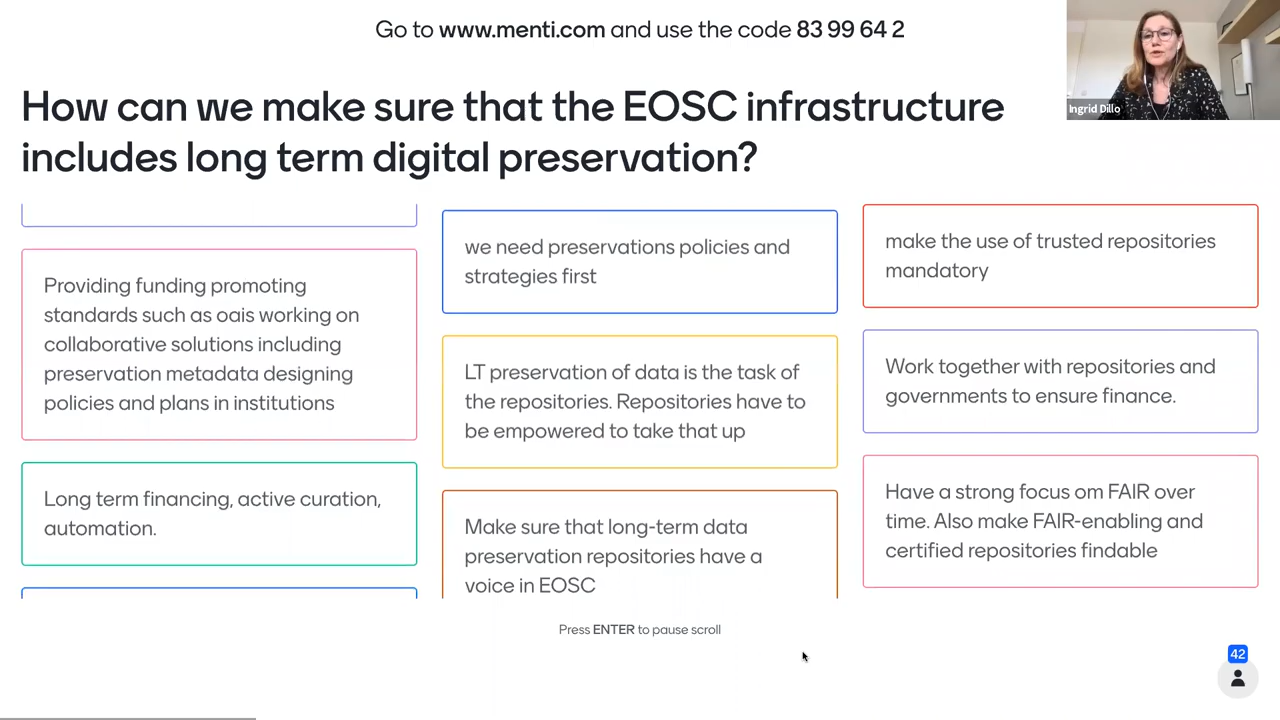 Go to www.menti.com and use the code 83 99 64 2
Ingrid Dillo
How can we make sure that the EOSC infrastructure
includes long term digital preservation?
Providing funding promoting
standards such as oais working on
collaborative solutions including
preservation metadata designing
policies and plans in institutions
Long term financing, active curation,
automation.
we need preservations policies and
strategies first
LT preservation of data is the task of
the repositories. Repositories have to
be empowered to take that up
Make sure that long-term data
preservation repositories have a
voice in EOSC
make the use of trusted repositories
mandatory
Work together with repositories and
governments to ensure finance.
Have a strong focus om FAIR over
time. Also make FAIR-enabling and
certified repositories findable
Press ENTER to pause scroll
42